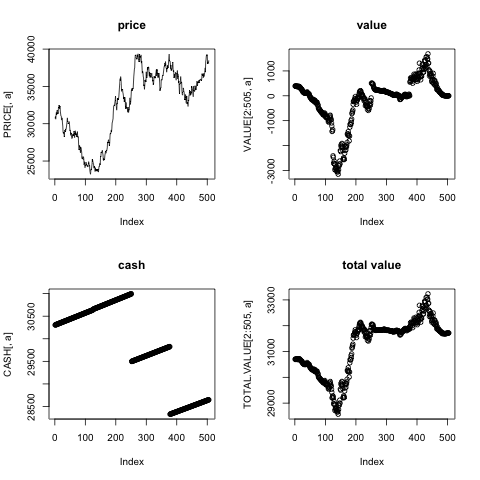 price
PRICE[, a]
25000 30000 35000 40000
0 100 200 300 400 500
Index
value
VALUE[2:505, a]
-3000 -1000 1000
0 100 200 300 400 500
Index
cash
CASH[, a]
28500 29500 30500
0 100 200 300 400 500
Index
total value
TOTAL.VALUE[2:505, a]
29000 31000 33000
0 100 200 300 400 500
Index